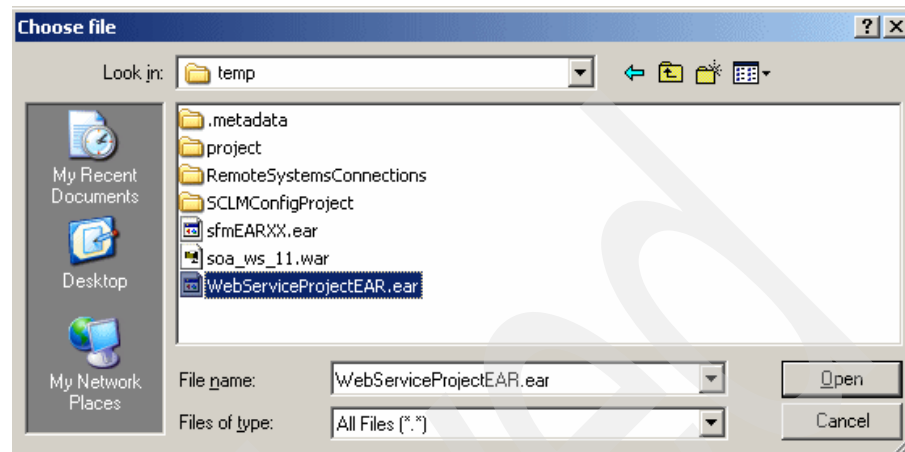 Choose file
Look in:
temp
My Recent
Documents
Desktop
My Network
Places
.metadata
project
RemoteSystemsConnections
SCLMConfigProject
sfmEARXX.ear
soa_ws_11.war
WebServiceProjectEAR.ear
File name:
WebServiceProjectEAR.ear
Open
Files of type:
All Files (*.*)
Cancel